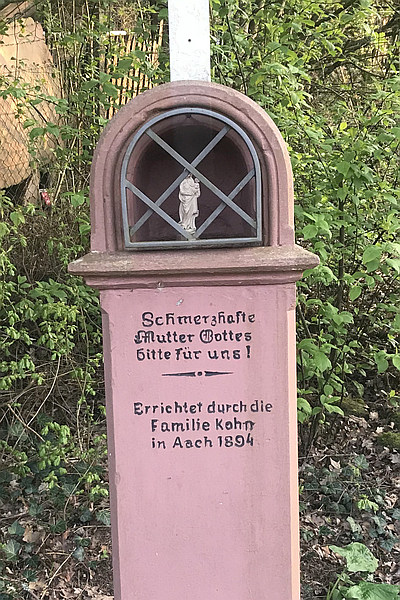 Schmerzhafte
Mutter Gottes
bitte für uns!
Errichtet durch die
Familie Kohn
in Aach 1894